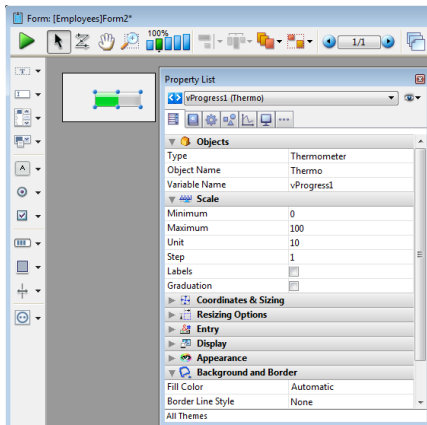 Form: [Employees]Form2*
100%
1/1
Property List
vProgress1 (Thermo)
Objects
Type Thermometer
Object Name Thermo
Variable Name vProgress1
Scale
Minimum 0
Maximum 100
Unit 10
Step 1
Labels
Graduation
Coordinates & Sizing
Resizing Options
Entry
Display
Appearance
Background and Border
Fill Color Automatic
Border Line Style None
All Themes